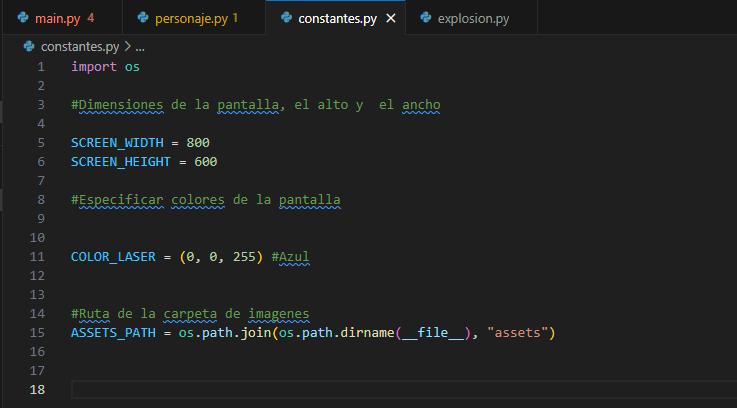 main.py 4 personaje.py 1 constantes.py explosion.py
constantes.py > ...
1 import os
2
3 #Dimensiones de la pantalla, el alto y  el ancho
4
5 SCREEN_WIDTH = 800
6 SCREEN_HEIGHT = 600
7
8 #Especificar colores de la pantalla
9
10
11 COLOR_LASER = (0, 0, 255) #Azul
12
13
14 #Ruta de la carpeta de imagenes
15 ASSETS_PATH = os.path.join(os.path.dirname(__file__), "assets")
16
17
18